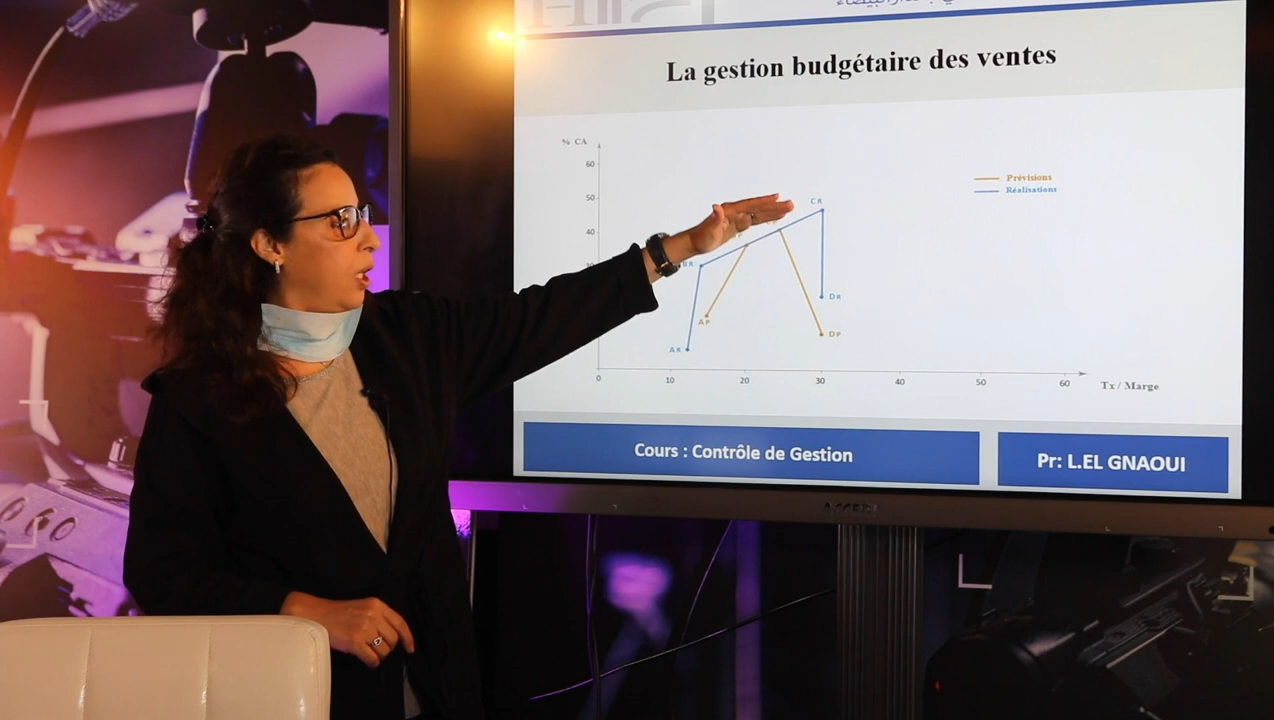 La gestion budgétaire des ventes
% CA
60
50
40
Prévisions
Réalisations
CR
BR
AP
AR
DR
DP
0 10 20 30 40 50 60
Tx / Marge
Cours : Contrôle de Gestion
Pr: L.EL GNAOUI